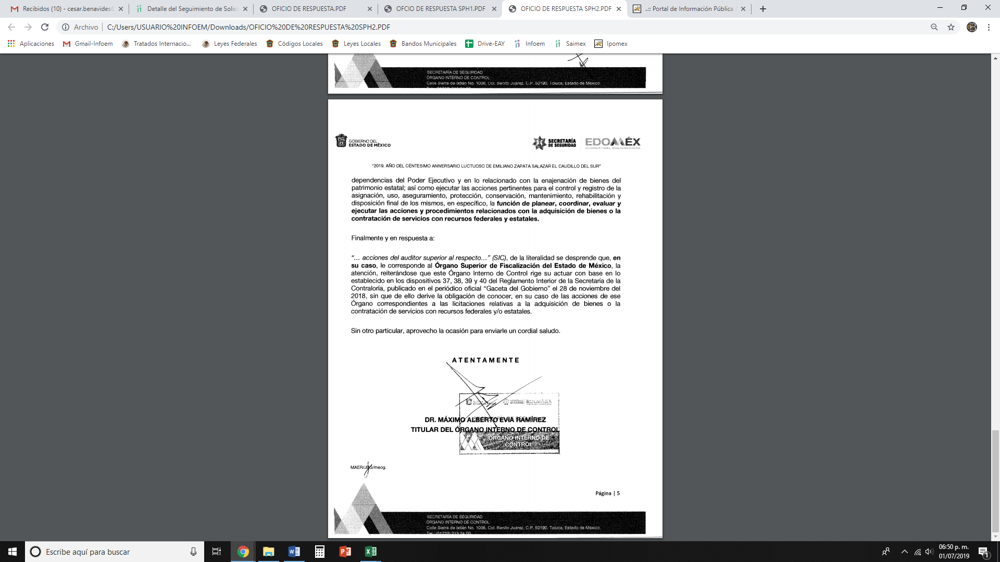 Recibidos (10) - cesar.benavides@
Detalle del Seguimiento de Solici
OFICIO DE RESPUESTA.PDF
OFCIO DE RESPUESTA SPH1.PDF
OFICIO DE RESPUESTA SPH2.PDF
..:: Portal de Información Pública
Archivo
C:/Users/USUARIO%20INFOEM/Downloads/OFICIO%20DE%20RESPUESTA%20SPH2.PDF
Aplicaciones
Gmail-Infoem
Tratados Internacio...
Leyes Federales
Códigos Locales
Leyes Locales
Bandos Municipales
Drive-EAY
Infoem
Saimex
Ipomex
SECRETARÍA DE SEGURIDAD
ÓRGANO INTERNO DE CONTROL
Calle Sierra de Ixtlán No. 1006, Col. Benito Juárez, C.P. 50190, Toluca, Estado de México.
GOBIERNO DEL
ESTADO DE MÉXICO
SECRETARÍA
DE SEGURIDAD
EDOMÉX
"2019. AÑO DEL CÉNTESIMO ANIVERSARIO LUCTUOSO DE EMILIANO ZAPATA SALAZAR EL CAUDILLO DEL SUR"
dependencias del Poder Ejecutivo y en lo relacionado con la enajenación de bienes del
patrimonio estatal; así como ejecutar las acciones pertinentes para el control y registro de la
asignación, uso, aseguramiento, protección, conservación, mantenimiento, rehabilitación y
disposición final de los mismos, en específico, la función de planear, coordinar, evaluar y
ejecutar las acciones y procedimientos relacionados con la adquisición de bienes o la
contratación de servicios con recursos federales y estatales.
Finalmente y en respuesta a:
"... acciones del auditor superior al respecto..." (SIC), de la literalidad se desprende que, en
su caso, le corresponde al Órgano Superior de Fiscalización del Estado de México, la
atención, reiterándose que este Órgano Interno de Control rige su actuar con base en lo
establecido en los dispositivos 37, 38, 39 y 40 del Reglamento Interior de la Secretaría de la
Contraloría, publicado en el periódico oficial "Gaceta del Gobierno" el 28 de noviembre del
2018, sin que de ello derive la obligación de conocer, en su caso de las acciones de ese
Órgano correspondientes a las licitaciones relativas a la adquisición de bienes o la
contratación de servicios con recursos federales y/o estatales.
Sin otro particular, aprovecho la ocasión para enviarle un cordial saludo.
ATENTAMENTE
EDOMEX
DR. MÁXIMO ALBERTO EVIA RAMÍREZ
TITULAR DEL ÓRGANO INTERNO DE CONTROL
ÓRGANO INTERNO DE
CONTROL
MAER/JBG/meog.
Página | 5
SECRETARÍA DE SEGURIDAD
ÓRGANO INTERNO DE CONTROL
Calle Sierra de Ixtlán No. 1006, Col. Benito Juárez, C.P. 50190, Toluca, Estado de México.
Tel.: (01722) 213 24 00
Escribe aquí para buscar
06:50 p. m.
01/07/2019
1